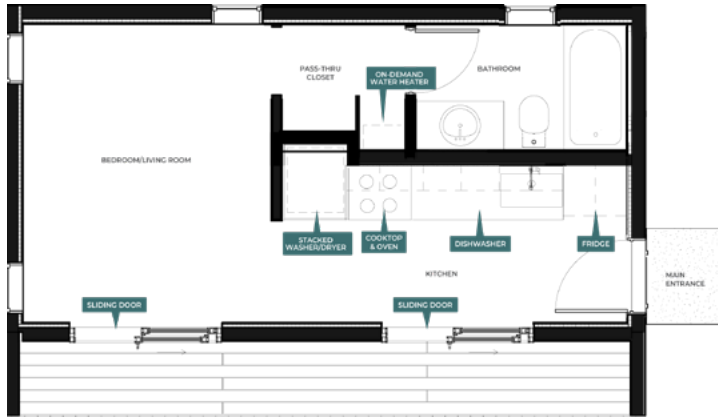 PASS-THRU
CLOSET
ON-DEMAND
WATER HEATER
BATHROOM
BEDROOM/LIVING ROOM
STACKED
WASHER/DRYER
COOKTOP
& OVEN
DISHWASHER
FRIDGE
KITCHEN
MAIN
ENTRANCE
SLIDING DOOR
SLIDING DOOR